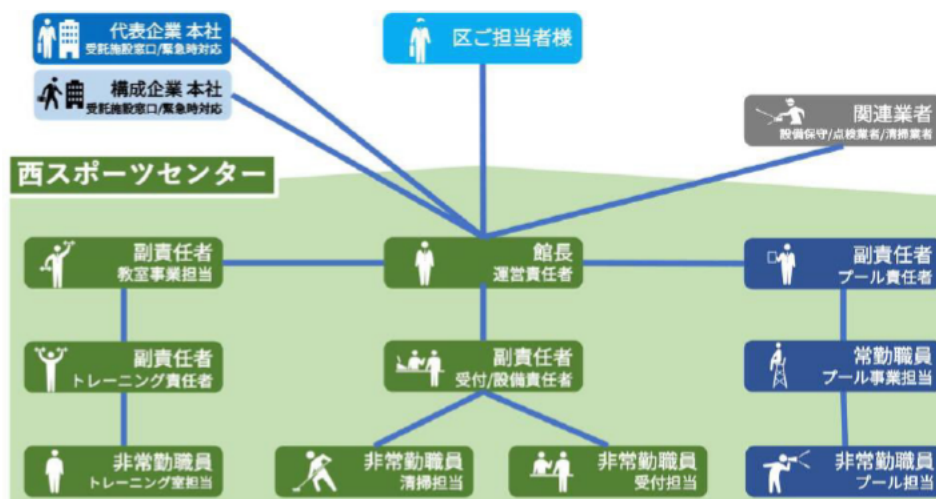 代表企業 本社
受託施設窓口/緊急時対応
区ご担当者様
構成企業 本社
受託施設窓口/緊急時対応
関連業者
設備保守/点検業者/清掃業者
西スポーツセンター
副責任者
教室事業担当
館長
運営責任者
副責任者
プール責任者
副責任者
トレーニング責任者
副責任者
受付/設備責任者
常勤職員
プール事業担当
非常勤職員
トレーニング室担当
非常勤職員
清掃担当
非常勤職員
受付担当
非常勤職員
プール担当